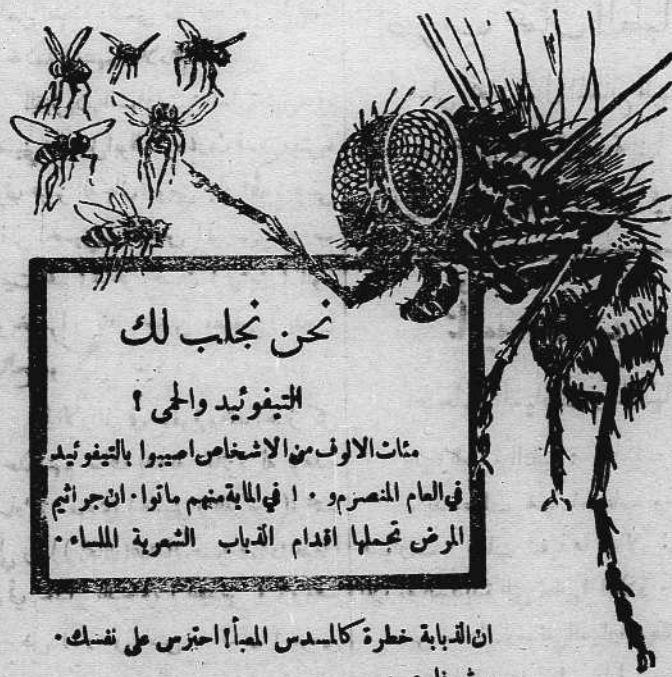 نحن نجلب لك
التيفوئيد والحمى ؟
مئات الالوف من الاشخاص اصيبوا بالتيفوئيد
في العام المنصرم و ١٠ في الماية منهم ماتوا. ان جراثيم
المرض تحملها اقدام الذباب الشعرية الملساء.
ان الذبابة خطرة كالمسدس المعبأ! احترس على نفسك.